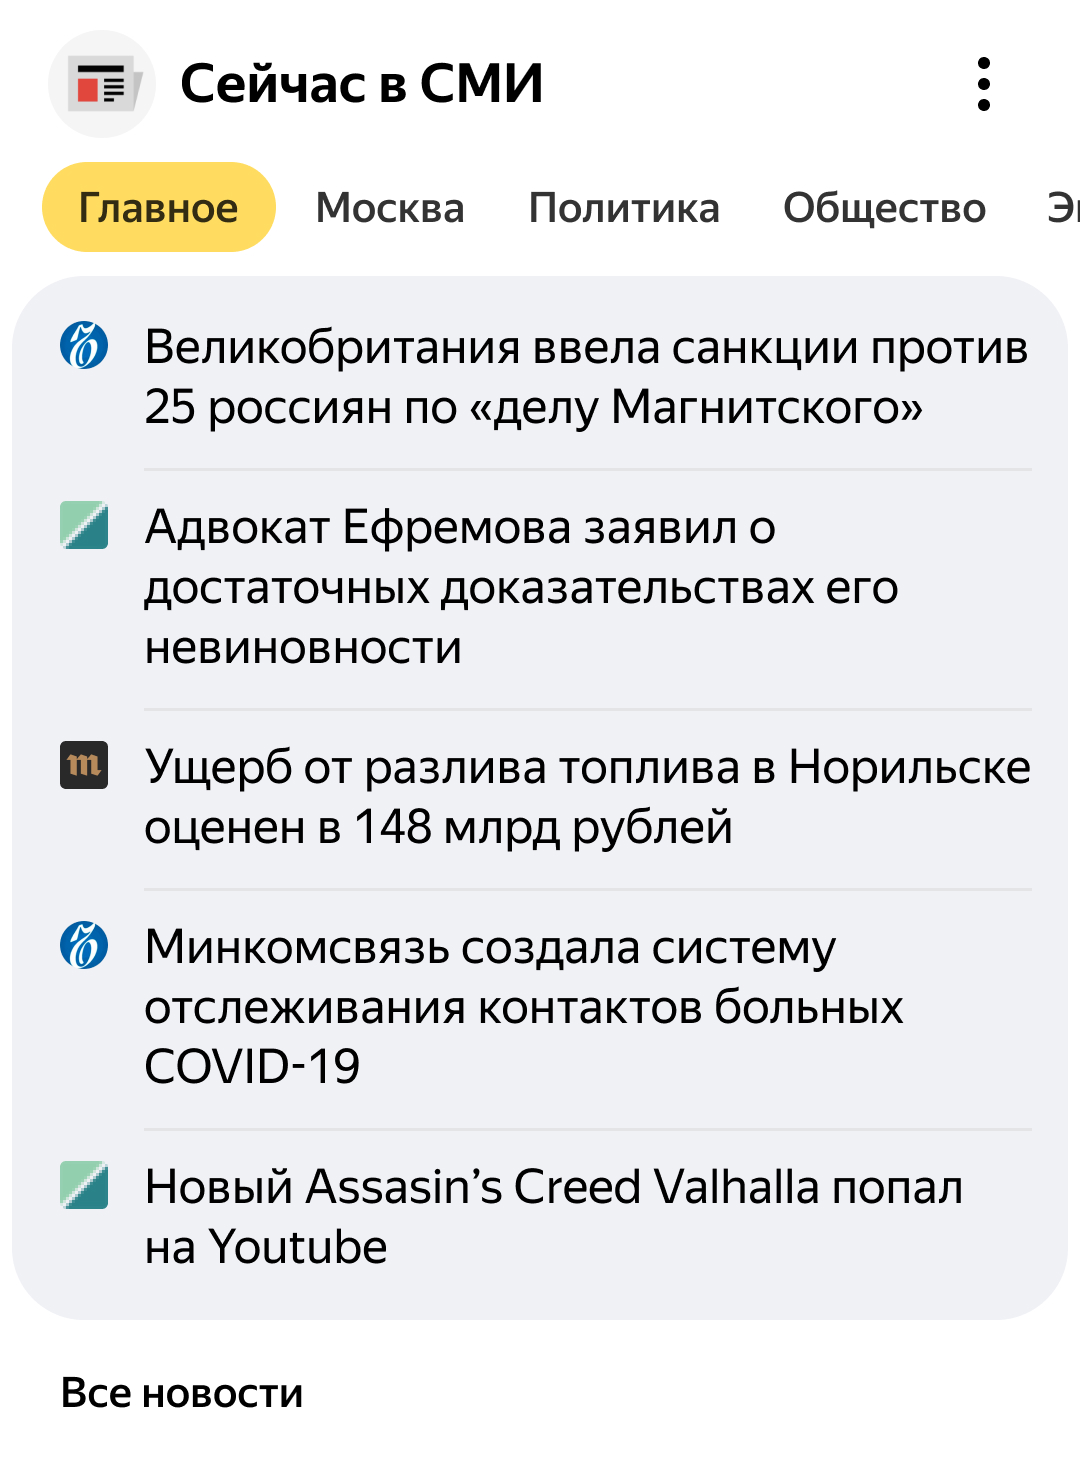 Сейчас в СМИ
Главное Москва Политика Общество
Великобритания ввела санкции против
25 россиян по «делу Магнитского»
Адвокат Ефремова заявил о
достаточных доказательствах его
невиновности
Ущерб от разлива топлива в Норильске
оценен в 148 млрд рублей
Минкомсвязь создала систему
отслеживания контактов больных
COVID-19
Новый Assasin’s Creed Valhalla попал
на Youtube
Все новости